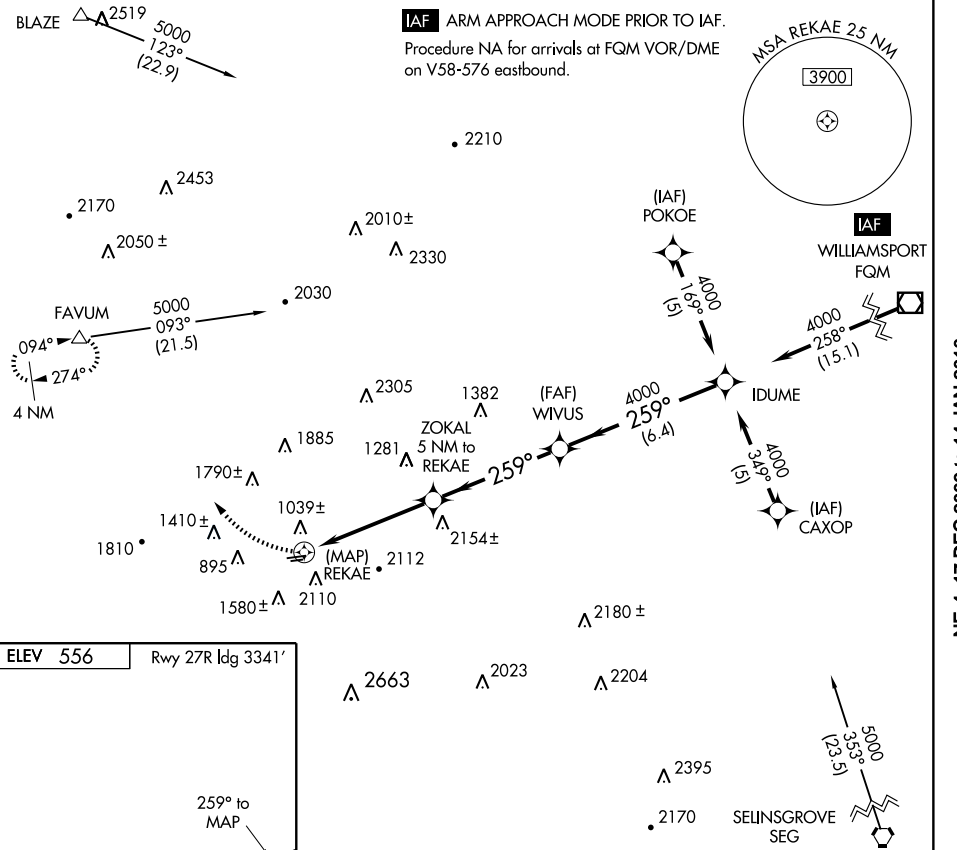 BLAZE
2519
5000
123°
(22.9)
IAF ARM APPROACH MODE PRIOR TO IAF.
Procedure NA for arrivals at FQM VOR/DME
on V58-576 eastbound.
MSA REKAE 25 NM
3900
2210
2453
2170
2050 ±
2010±
2330
(IAF)
POKOE
4000
169°
(5)
IAF
WILLIAMSPORT
FQM
4000
258°
(15.1)
FAVUM
5000
093°
(21.5)
2030
094°
274°
4 NM
2305
1382
(FAF)
WIVUS
4000
259°
(6.4)
IDUME
ZOKAL
5 NM to
REKAE
1885
1281
259°
4000
349°
(5)
(IAF)
CAXOP
1790±
1039±
1410±
2154±
1810
895
(MAP)
REKAE
2112
1580±
2110
2180 ±
ELEV 556
Rwy 27R ldg 3341'
2663
2023
2204
5000
353°
(23.5)
2395
259° to
MAP
2170
SELINSGROVE
SEG